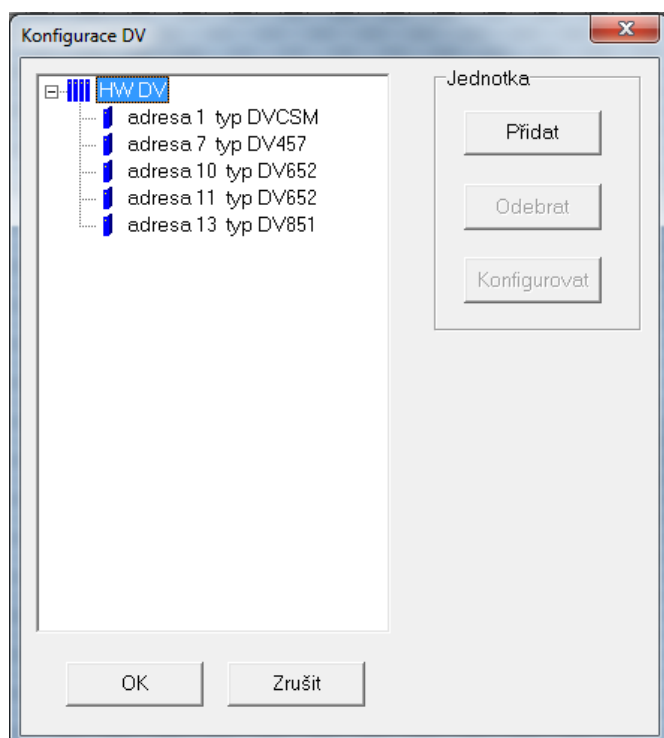 Konfigurace DV
HW DV
adresa 1 typ DVCSM
adresa 7 typ DV457
adresa 10 typ DV652
adresa 11 typ DV652
adresa 13 typ DV851
Jednotka
Přidat
Odebrat
Konfigurovat
OK
Zrušit